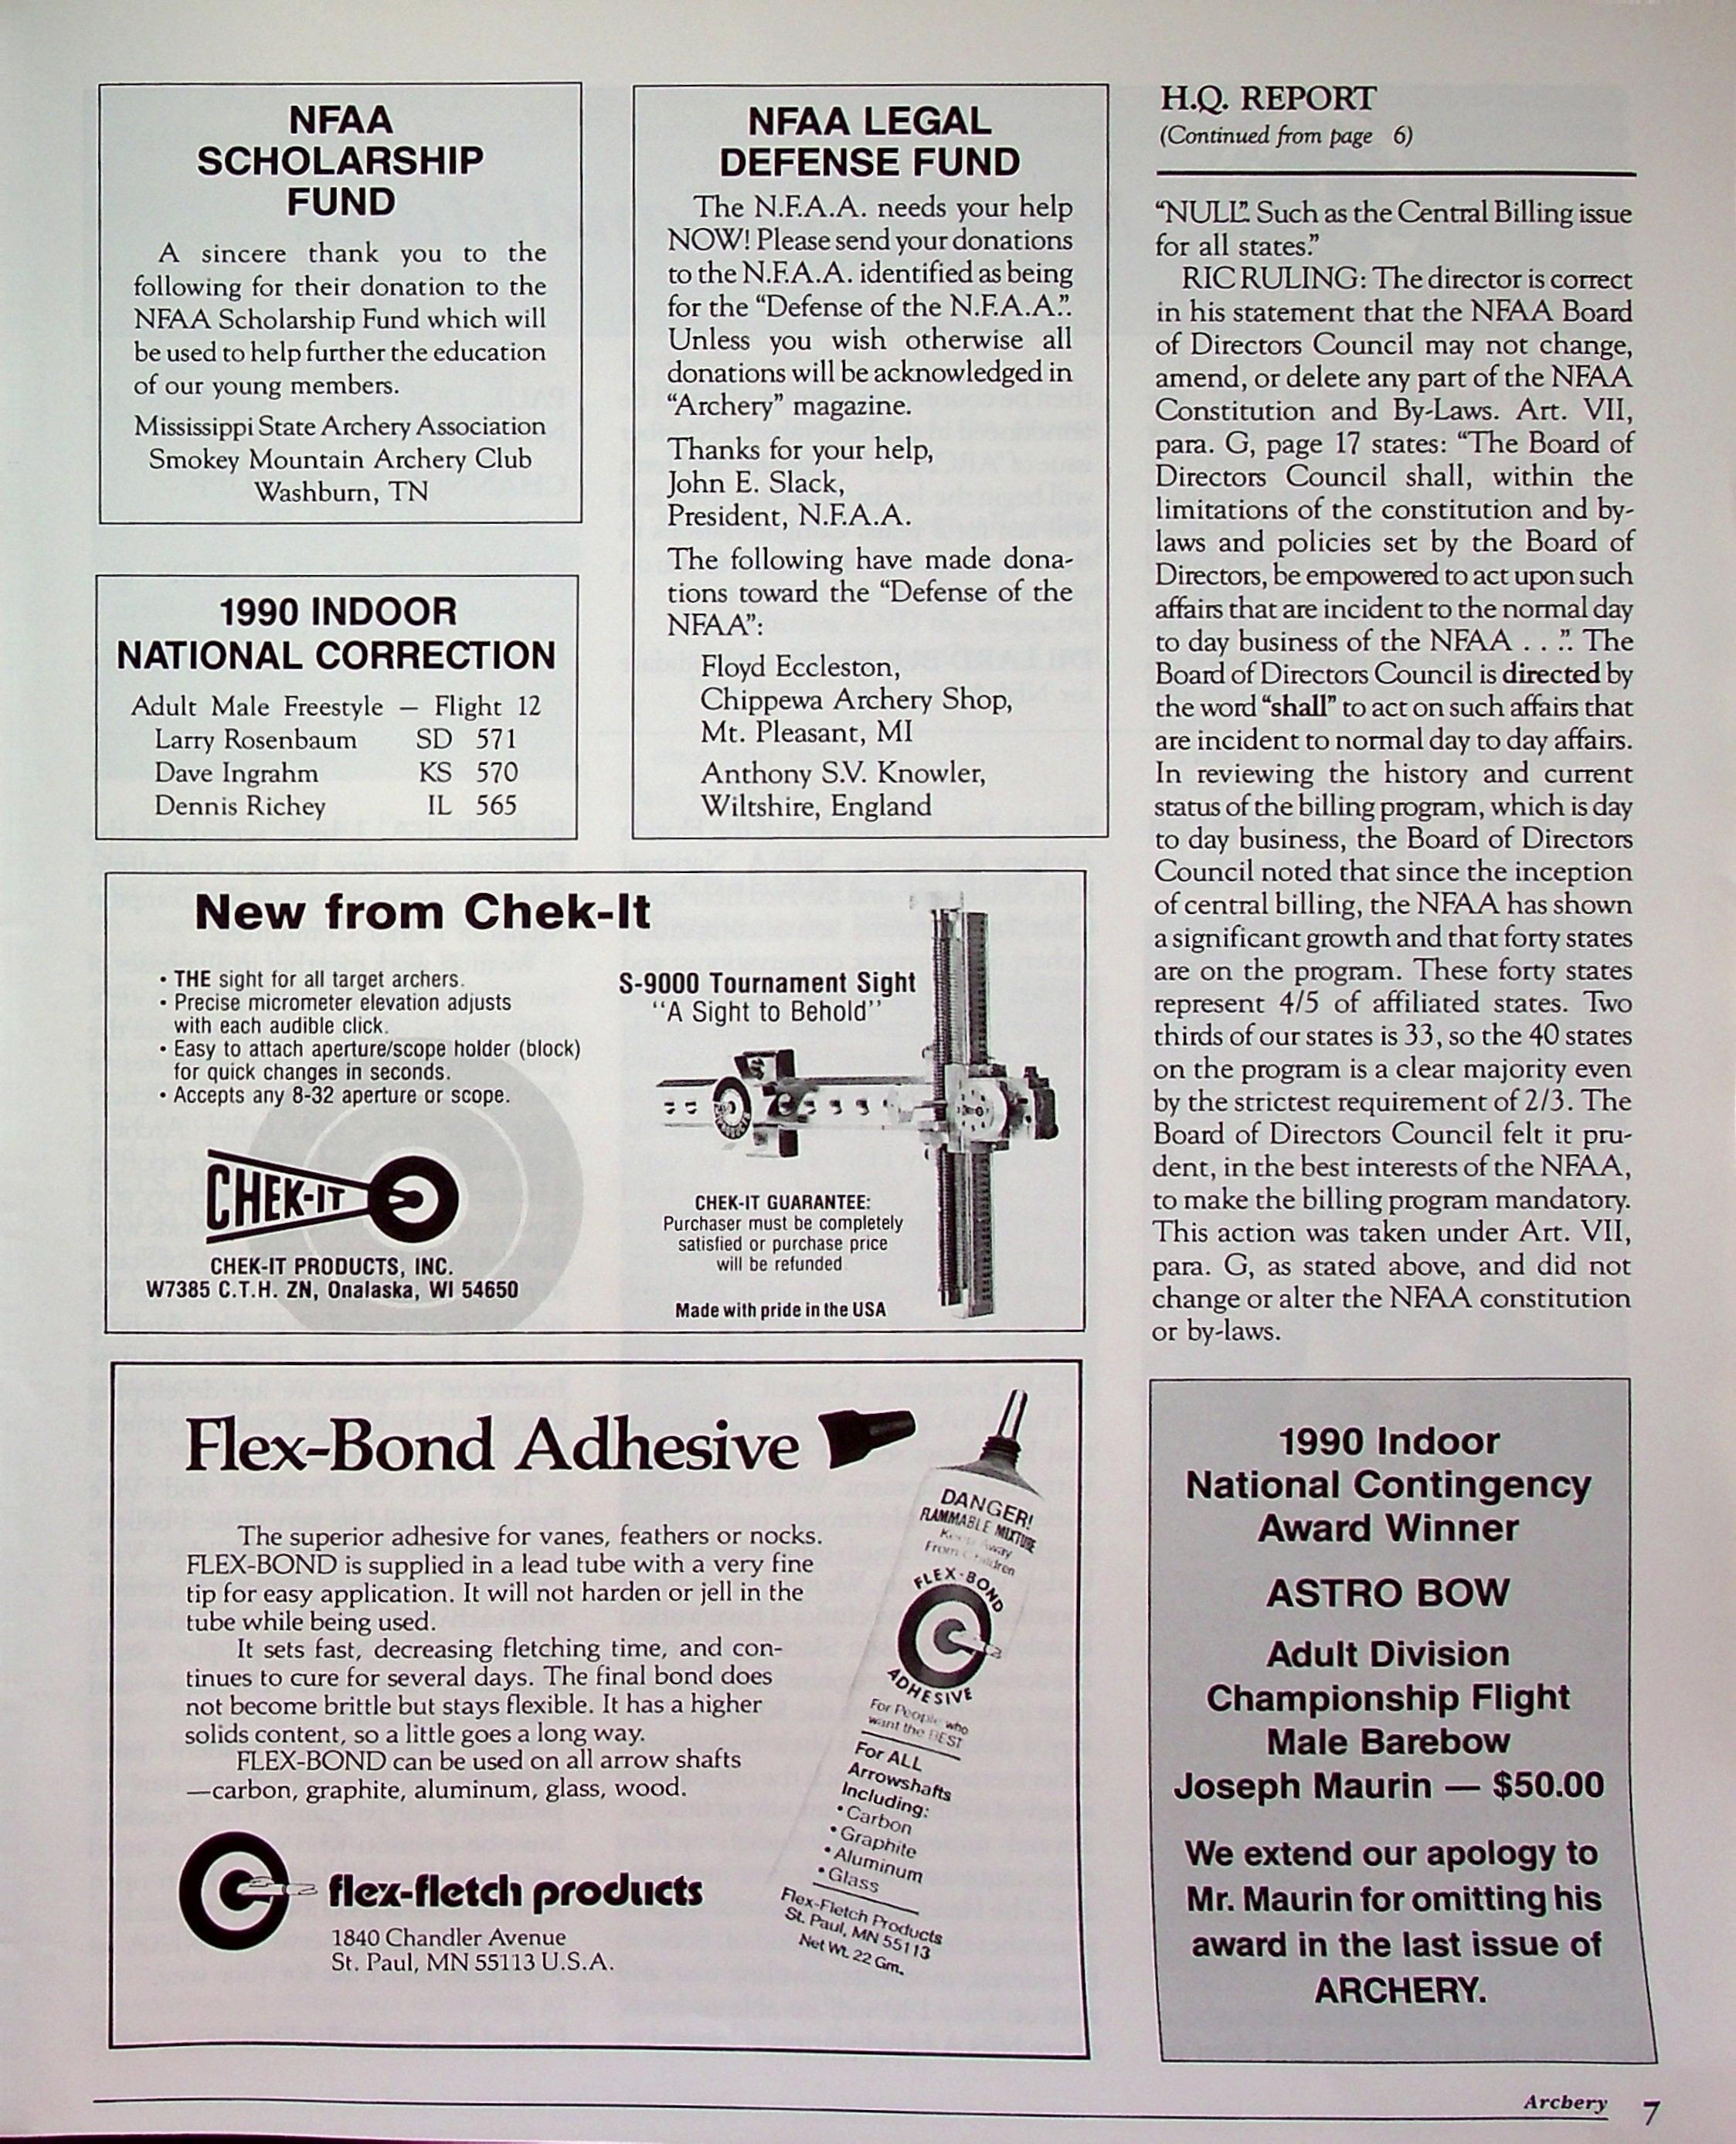 NFAA
SCHOLARSHIP
FUND
A sincere thank you to the
following for their donation to the
NFAA Scholarship Fund which will
be used to help further the education
of our young members.
Mississippi State Archery Association
Smokey Mountain Archery Club
Washburn, TN
1990 INDOOR
NATIONAL CORRECTION
Adult Male Freestyle — Flight 12
Larry Rosenbaum SD 571
Dave Ingrahm KS 570
Dennis Richey IL 565
NFAA LEGAL
DEFENSE FUND
The N.F.A.A. needs your help
NOW! Please send your donations
to the N.F.A.A. identified as being
for the “Defense of the N.F.A.A.”.
Unless you wish otherwise all
donations will be acknowledged in
“Archery” magazine.
Thanks for your help,
John E. Slack,
President, N.F.A.A.
The following have made dona-
tions toward the “Defense of the
NFAA”:
Floyd Eccleston,
Chippewa Archery Shop,
Mt. Pleasant, MI
Anthony S.V. Knowler,
Wiltshire, England
New from Chek-It
• THE sight for all target archers.
• Precise micrometer elevation adjusts
with each audible click.
• Easy to attach aperture/scope holder (block)
for quick changes in seconds.
• Accepts any 8-32 aperture or scope.
CHEK-IT
CHEK-IT PRODUCTS, INC.
W7385 C.T.H. ZN, Onalaska, WI 54650
S-9000 Tournament Sight
“A Sight to Behold”
CHEK-IT GUARANTEE:
Purchaser must be completely
satisfied or purchase price
will be refunded
Made with pride in the USA
Flex-Bond Adhesive
The superior adhesive for vanes, feathers or nocks.
FLEX-BOND is supplied in a lead tube with a very fine
tip for easy application. It will not harden or jell in the
tube while being used.
It sets fast, decreasing fletching time, and con-
tinues to cure for several days. The final bond does
not become brittle but stays flexible. It has a higher
solids content, so a little goes a long way.
FLEX-BOND can be used on all arrow shafts
—carbon, graphite, aluminum, glass, wood.
flex-fletch products
1840 Chandler Avenue
St. Paul, MN 55113 U.S.A.
DANGER!
FLAMMABLE MIXTURE
Keep Away
From Children
FLEX-BOND
ADHESIVE
For People who
want the BEST
For ALL
Arrowshafts
Including:
• Carbon
• Graphite
• Aluminum
• Glass
Flex-Fletch Products
St. Paul, MN 55113
Net Wt. 22 Gm.
H.Q. REPORT
(Continued from page 6)
“NULL”. Such as the Central Billing issue
for all states.”
RIC RULING: The director is correct
in his statement that the NFAA Board
of Directors Council may not change,
amend, or delete any part of the NFAA
Constitution and By-Laws. Art. VII,
para. G, page 17 states: “The Board of
Directors Council shall, within the
limitations of the constitution and by-
laws and policies set by the Board of
Directors, be empowered to act upon such
affairs that are incident to the normal day
to day business of the NFAA . . .”. The
Board of Directors Council is directed by
the word “shall” to act on such affairs that
are incident to normal day to day affairs.
In reviewing the history and current
status of the billing program, which is day
to day business, the Board of Directors
Council noted that since the inception
of central billing, the NFAA has shown
a significant growth and that forty states
are on the program. These forty states
represent 4/5 of affiliated states. Two
thirds of our states is 33, so the 40 states
on the program is a clear majority even
by the strictest requirement of 2/3. The
Board of Directors Council felt it pru-
dent, in the best interests of the NFAA,
to make the billing program mandatory.
This action was taken under Art. VII,
para. G, as stated above, and did not
change or alter the NFAA constitution
or by-laws.
1990 Indoor
National Contingency
Award Winner
ASTRO BOW
Adult Division
Championship Flight
Male Barebow
Joseph Maurin — $50.00
We extend our apology to
Mr. Maurin for omitting his
award in the last issue of
ARCHERY.
Archery 7